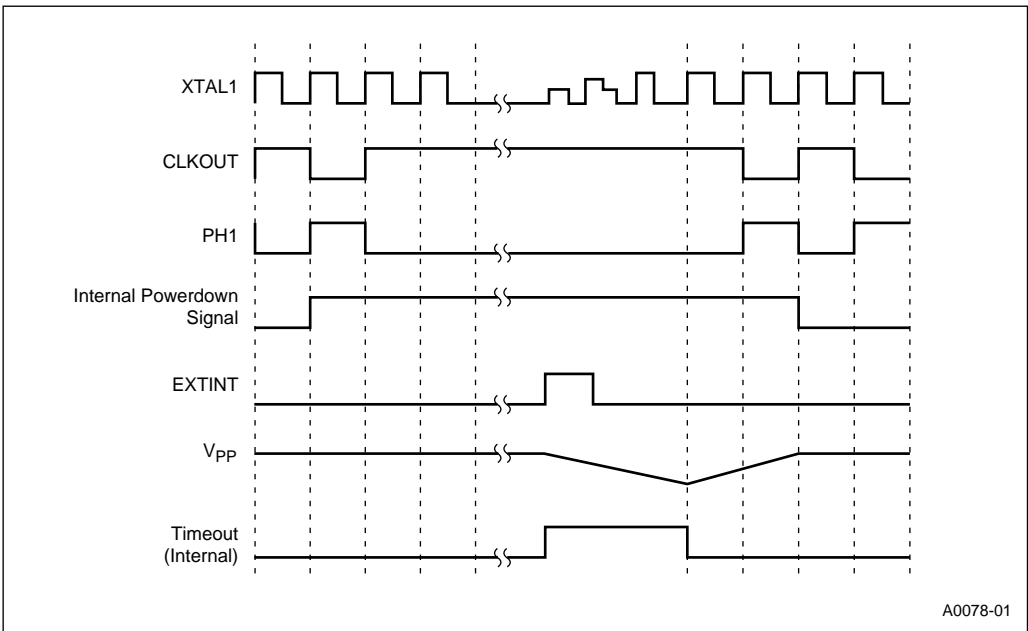 XTAL1
CLKOUT
PH1
Internal Powerdown
Signal
EXTINT
VPP
Timeout
(Internal)
A0078-01